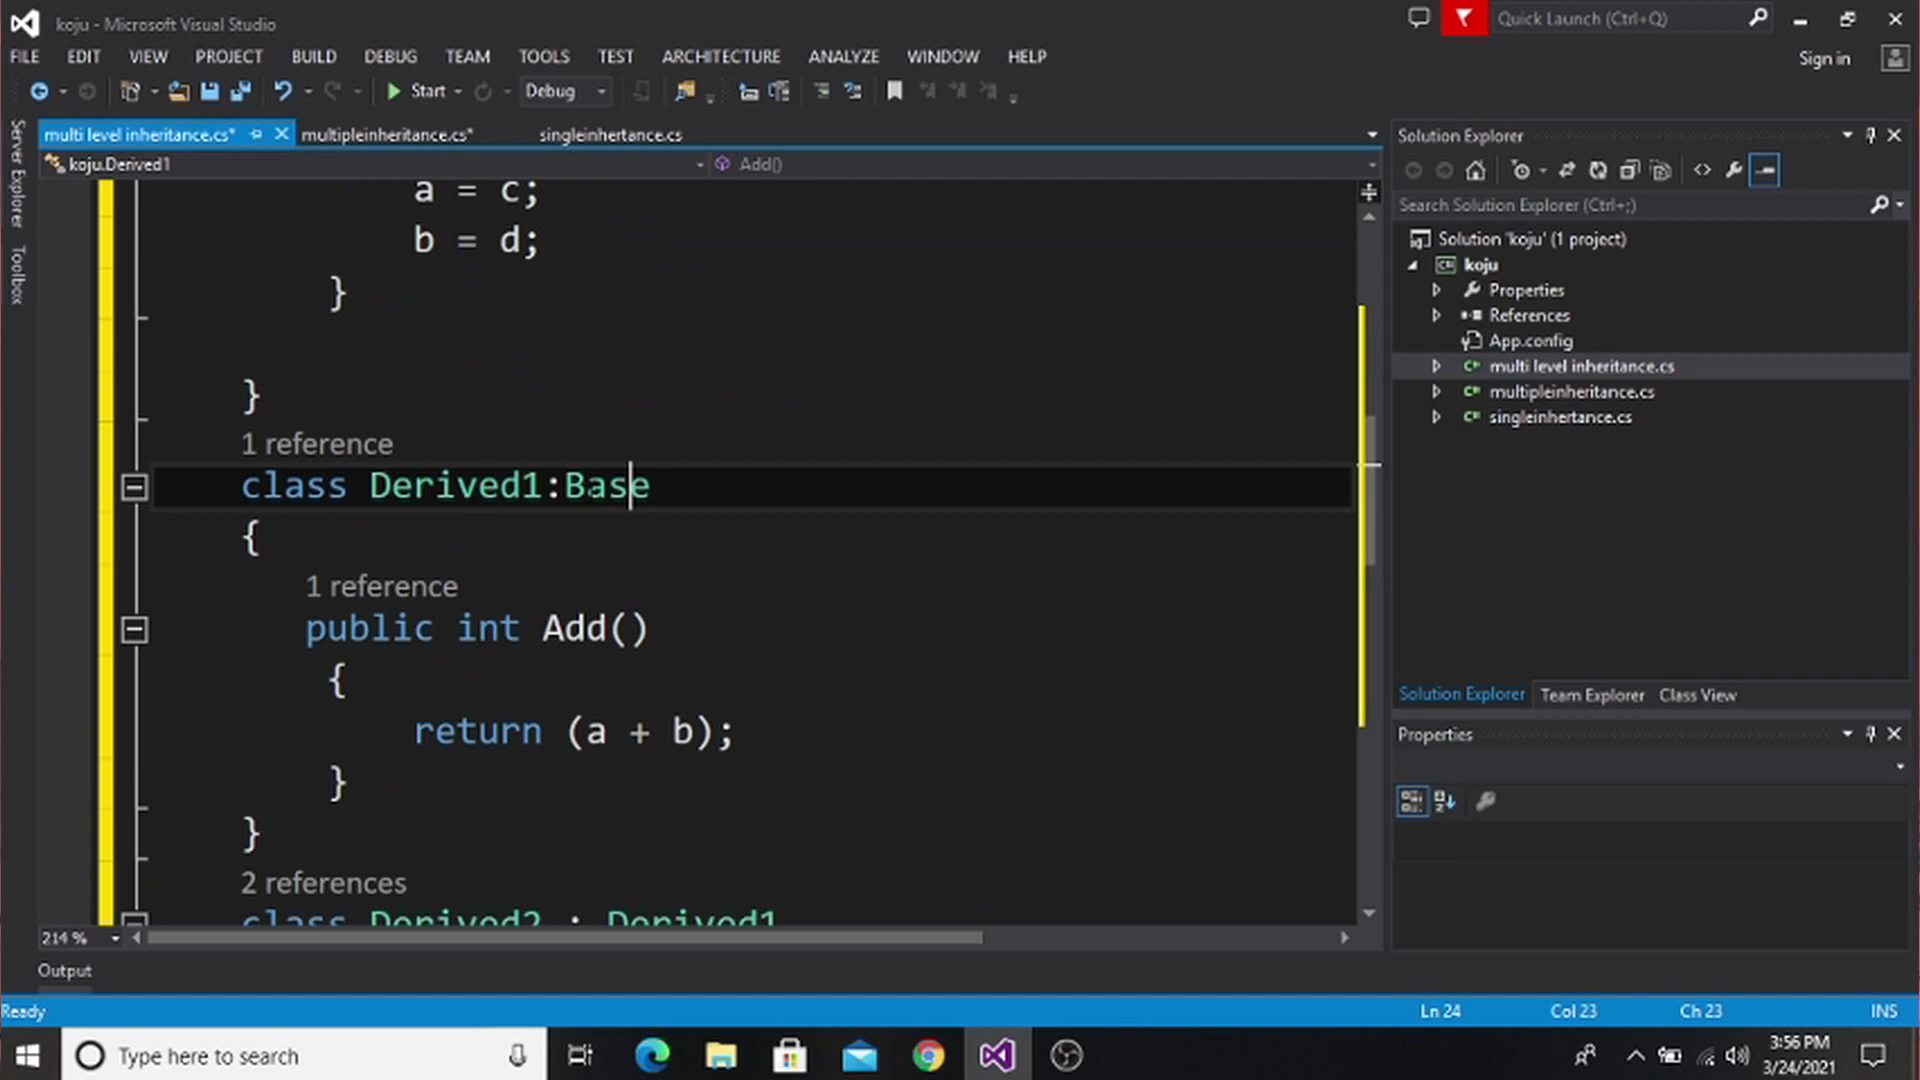 koju - Microsoft Visual Studio
Quick Launch (Ctrl+Q)
FILE EDIT VIEW PROJECT BUILD DEBUG TEAM TOOLS TEST ARCHITECTURE ANALYZE WINDOW HELP
Sign in
Start
Debug
Server Explorer
Toolbox
multi level inheritance.cs*
multipleinheritance.cs*
singleinhertance.cs
koju.Derived1
Add()
a = c;
b = d;
}
}
1 reference
class Derived1:Base
{
1 reference
public int Add()
{
return (a + b);
}
}
2 references
class Derived2 : Derived1
214 %
Solution Explorer
Search Solution Explorer (Ctrl+;)
Solution 'koju' (1 project)
koju
Properties
References
App.config
multi level inheritance.cs
multipleinheritance.cs
singleinhertance.cs
Solution Explorer Team Explorer Class View
Properties
Output
Ready
Ln 24
Col 23
Ch 23
INS
Type here to search
3:56 PM
3/24/2021